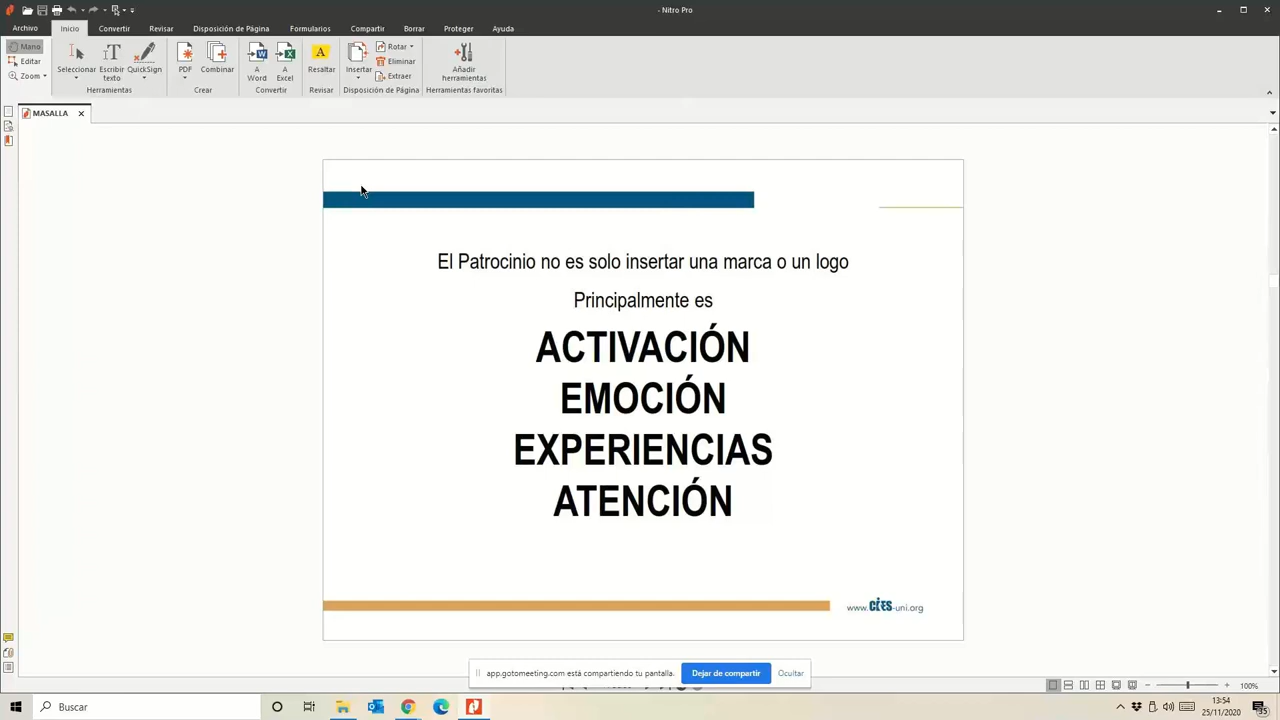 - Nitro Pro
Archivo Inicio Convertir Revisar Disposición de Página Formularios Compartir Borrar Proteger Ayuda
Mano
Editar
Zoom
Seleccionar
Escribir texto
QuickSign
Herramientas
PDF
Combinar
Crear
A Word
A Excel
Convertir
Resaltar
Revisar
Insertar
Rotar
Eliminar
Extraer
Disposición de Página
Añadir herramientas
Herramientas favoritas
MASALLA
El Patrocinio no es solo insertar una marca o un logo
Principalmente es
ACTIVACIÓN
EMOCIÓN
EXPERIENCIAS
ATENCIÓN
www.CIES-uni.org
app.gotomeeting.com está compartiendo tu pantalla. Dejar de compartir Ocultar
100%
Buscar
13:54
25/11/2020